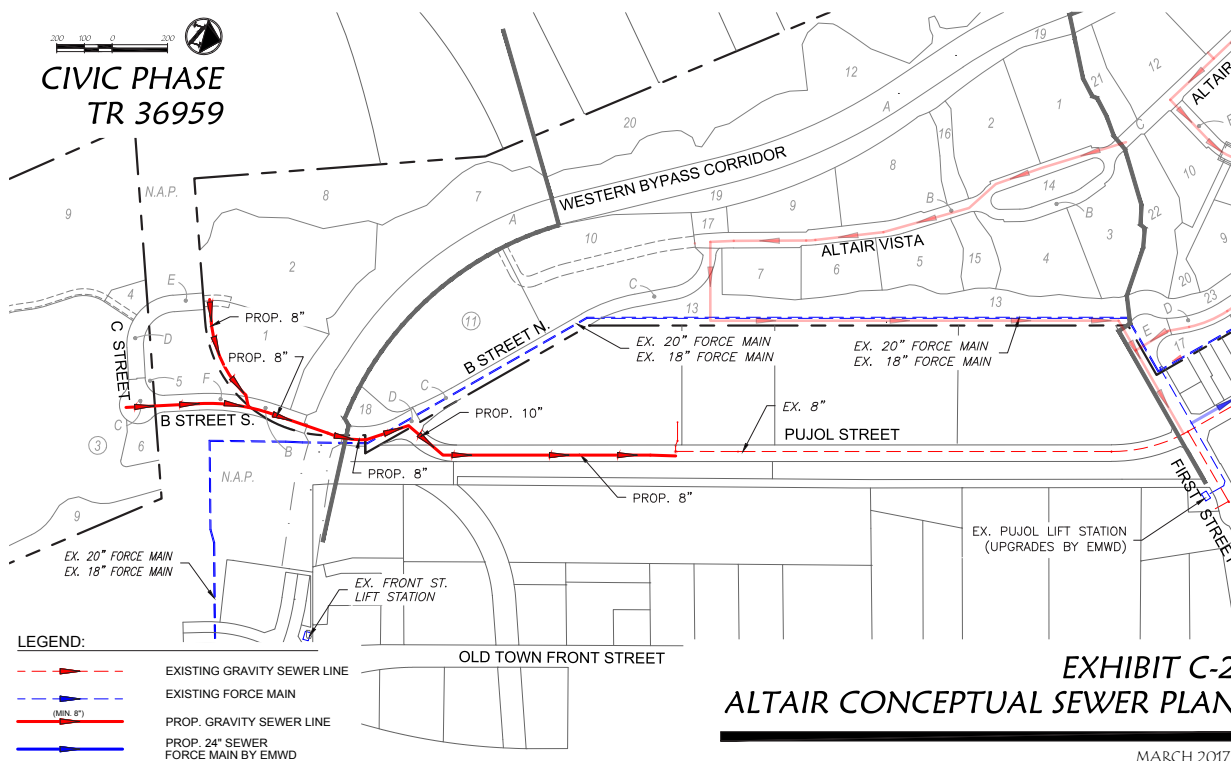 200 100 0 200
CIVIC PHASE
TR 36959
N.A.P.
9
8
7
20
12
A
19
WESTERN BYPASS CORRIDOR
A
16
2
1
21
12
C
ALTAIR
10
8
9
19
17
10
B
14
B
3
22
ALTAIR VISTA
7
6
5
15
4
13
13
C
9
20
23
D
E
17
2
1
4
E
D
5
F
6
C
3
C STREET
B STREET S.
B
PROP. 8"
PROP. 8"
11
B STREET N.
C
D
18
EX. 20" FORCE MAIN
EX. 18" FORCE MAIN
EX. 20" FORCE MAIN
EX. 18" FORCE MAIN
PROP. 10"
EX. 8"
PUJOL STREET
PROP. 8"
PROP. 8"
N.A.P.
9
FIRST STREET
EX. PUJOL LIFT STATION
(UPGRADES BY EMWD)
EX. 20" FORCE MAIN
EX. 18" FORCE MAIN
EX. FRONT ST.
LIFT STATION
OLD TOWN FRONT STREET
LEGEND:
EXISTING GRAVITY SEWER LINE
EXISTING FORCE MAIN
(MIN. 8")
PROP. GRAVITY SEWER LINE
PROP. 24" SEWER
FORCE MAIN BY EMWD
EXHIBIT C-2
ALTAIR CONCEPTUAL SEWER PLAN
MARCH 2017